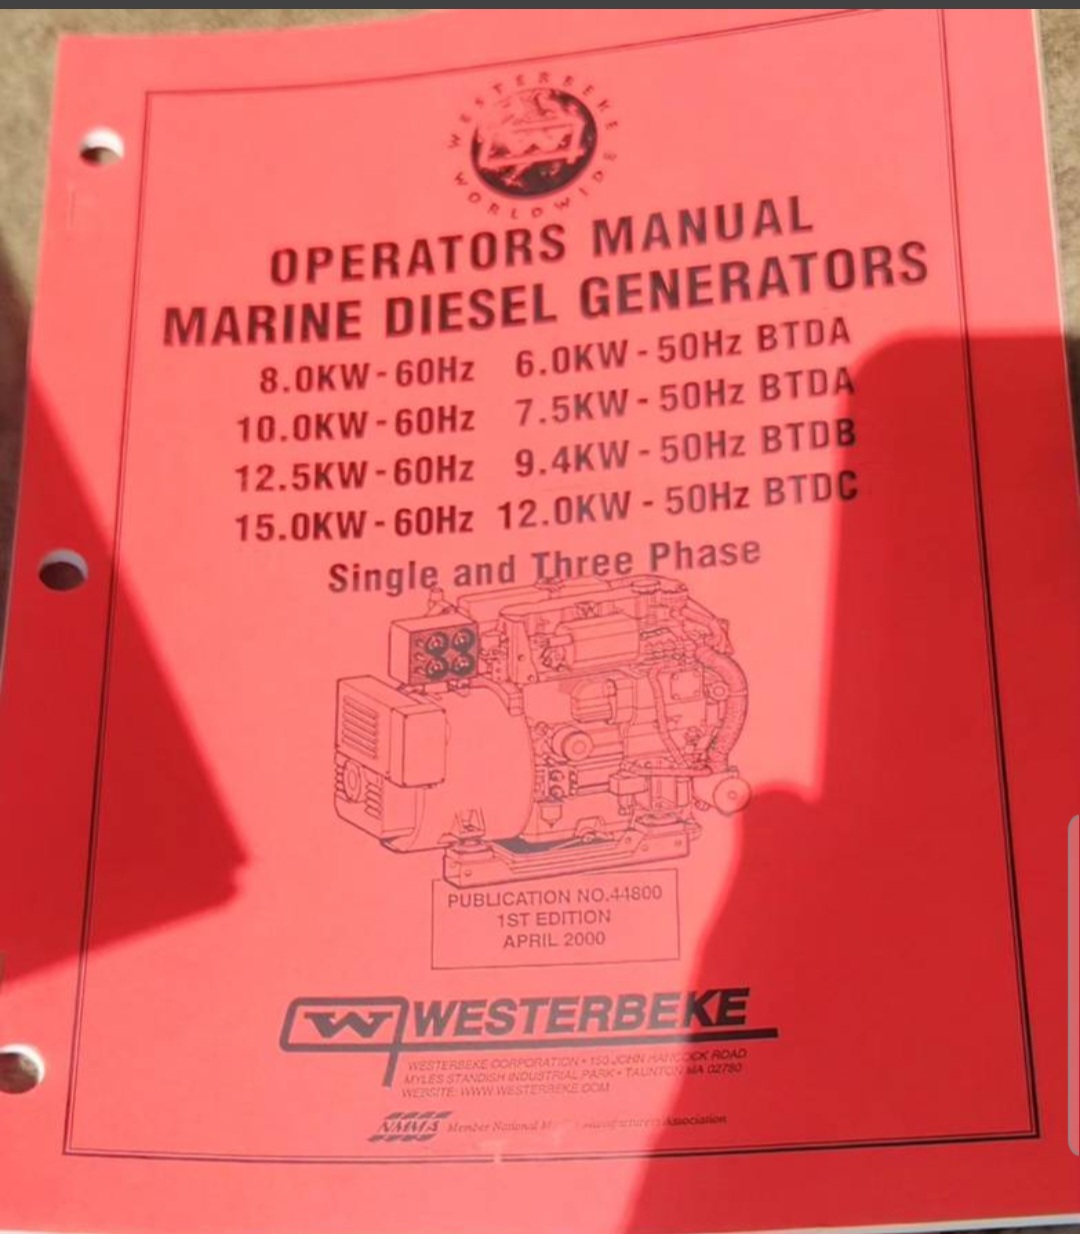 WESTERBEKE
W
WORLDWIDE
OPERATORS MANUAL
MARINE DIESEL GENERATORS
8.0KW - 60Hz 6.0KW - 50Hz BTDA
10.0KW - 60Hz 7.5KW - 50Hz BTDA
12.5KW - 60Hz 9.4KW - 50Hz BTDB
15.0KW - 60Hz 12.0KW - 50Hz BTDC
Single and Three Phase
PUBLICATION NO.44800
1ST EDITION
APRIL 2000
W WESTERBEKE
WESTERBEKE CORPORATION • 150 JOHN HANCOCK ROAD
MYLES STANDISH INDUSTRIAL PARK • TAUNTON MA 02780
WEBSITE: WWW.WESTERBEKE.COM
NMMA Member National Manufacturers Association